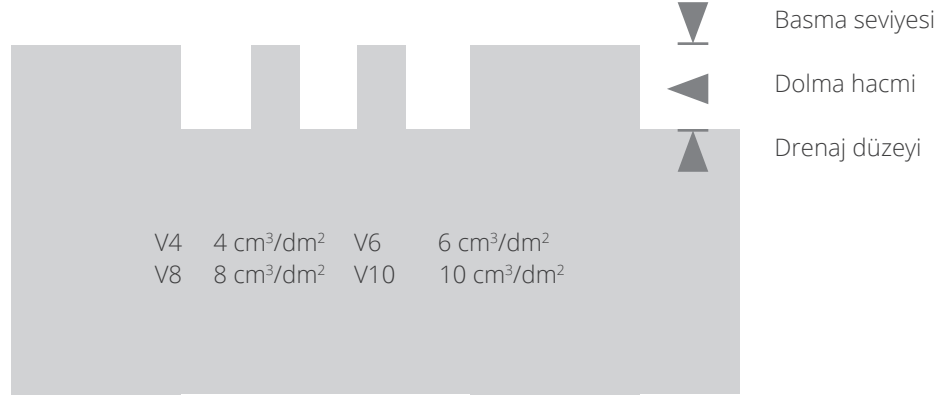 Basma seviyesi
Dolma hacmi
Drenaj düzeyi
V4 4 cm³/dm² V6 6 cm³/dm²
V8 8 cm³/dm² V10 10 cm³/dm²